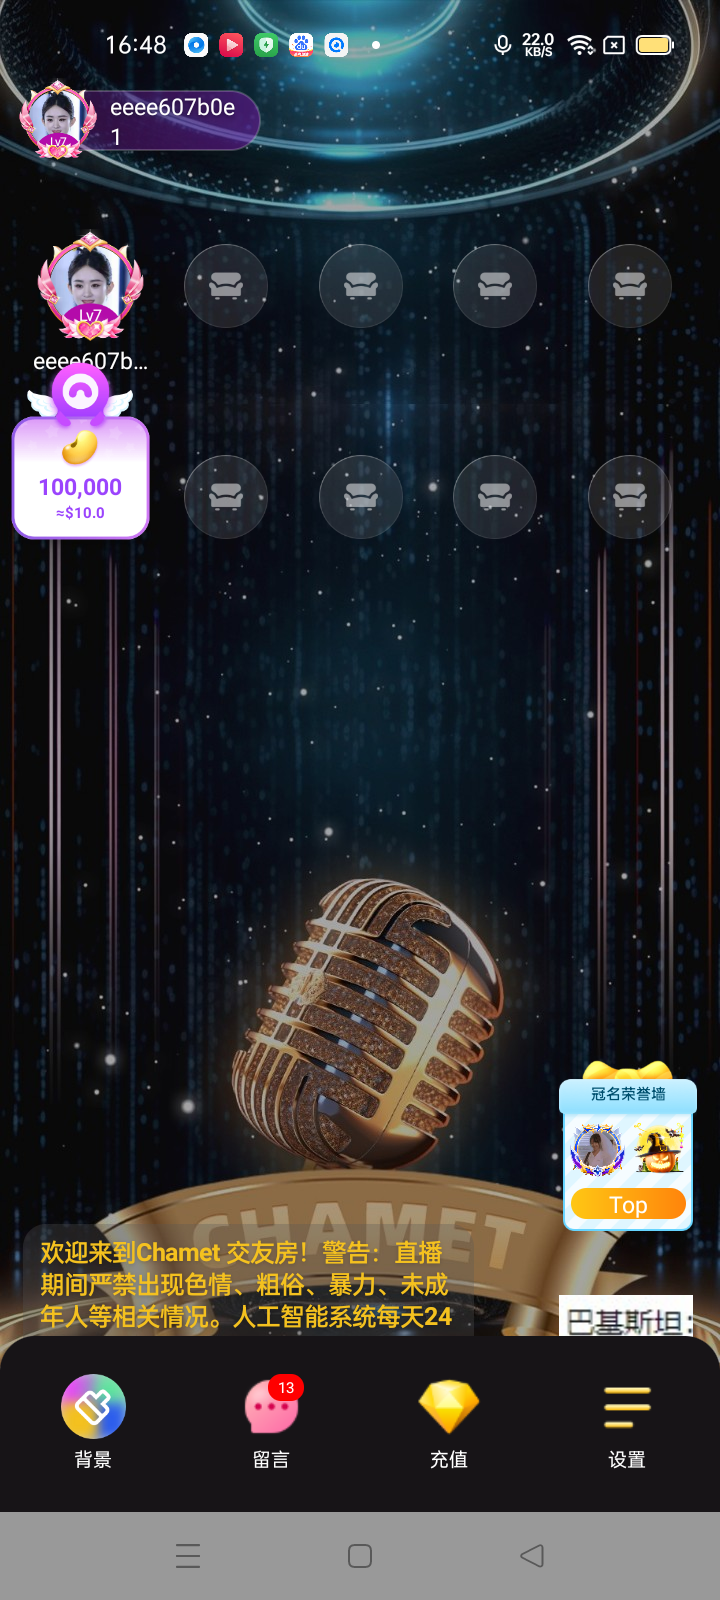 16:48
22.0
KB/S
eeee607b0e
1
Lv7
Lv7
eeee607b...
100,000
≈$10.0
冠名荣誉墙
Top
CHAMET
欢迎来到Chamet 交友房！警告：直播
期间严禁出现色情、粗俗、暴力、未成
年人等相关情况。人工智能系统每天24
巴基斯坦:
13
背景
留言
充值
设置